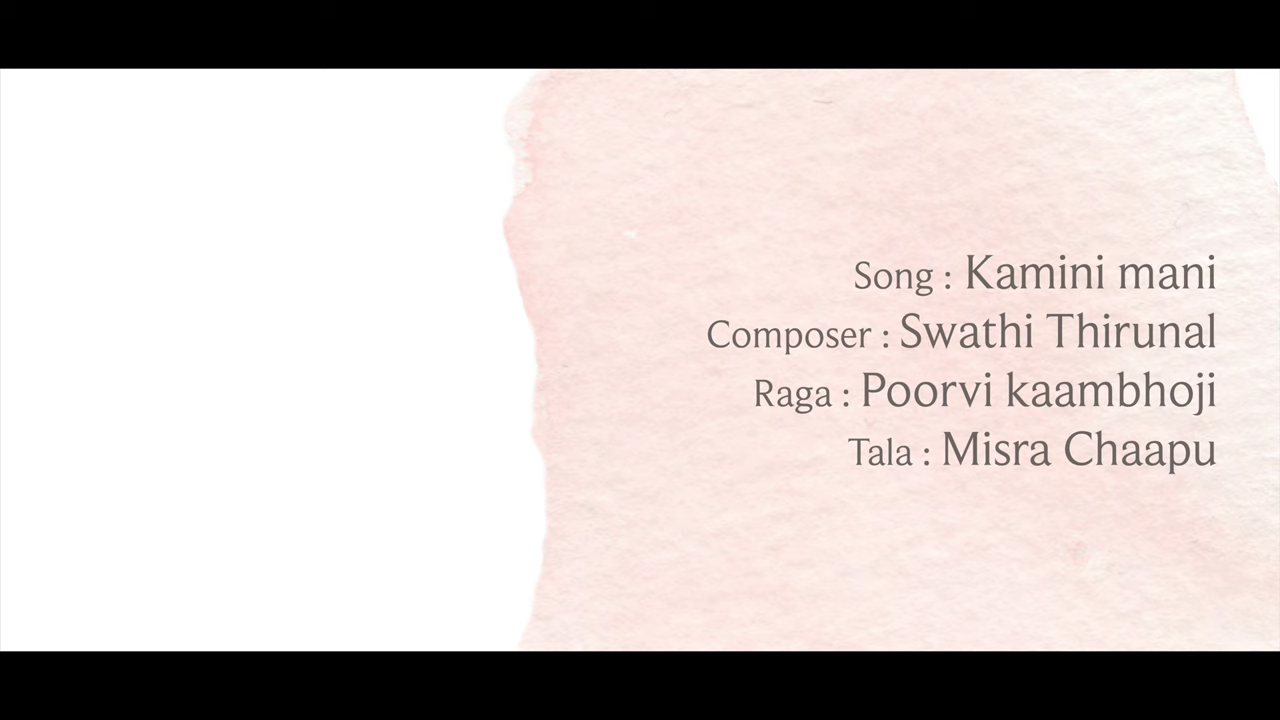 Song : Kamini mani
Composer : Swathi Thirunal
Raga : Poorvi kaambhoji
Tala : Misra Chaapu